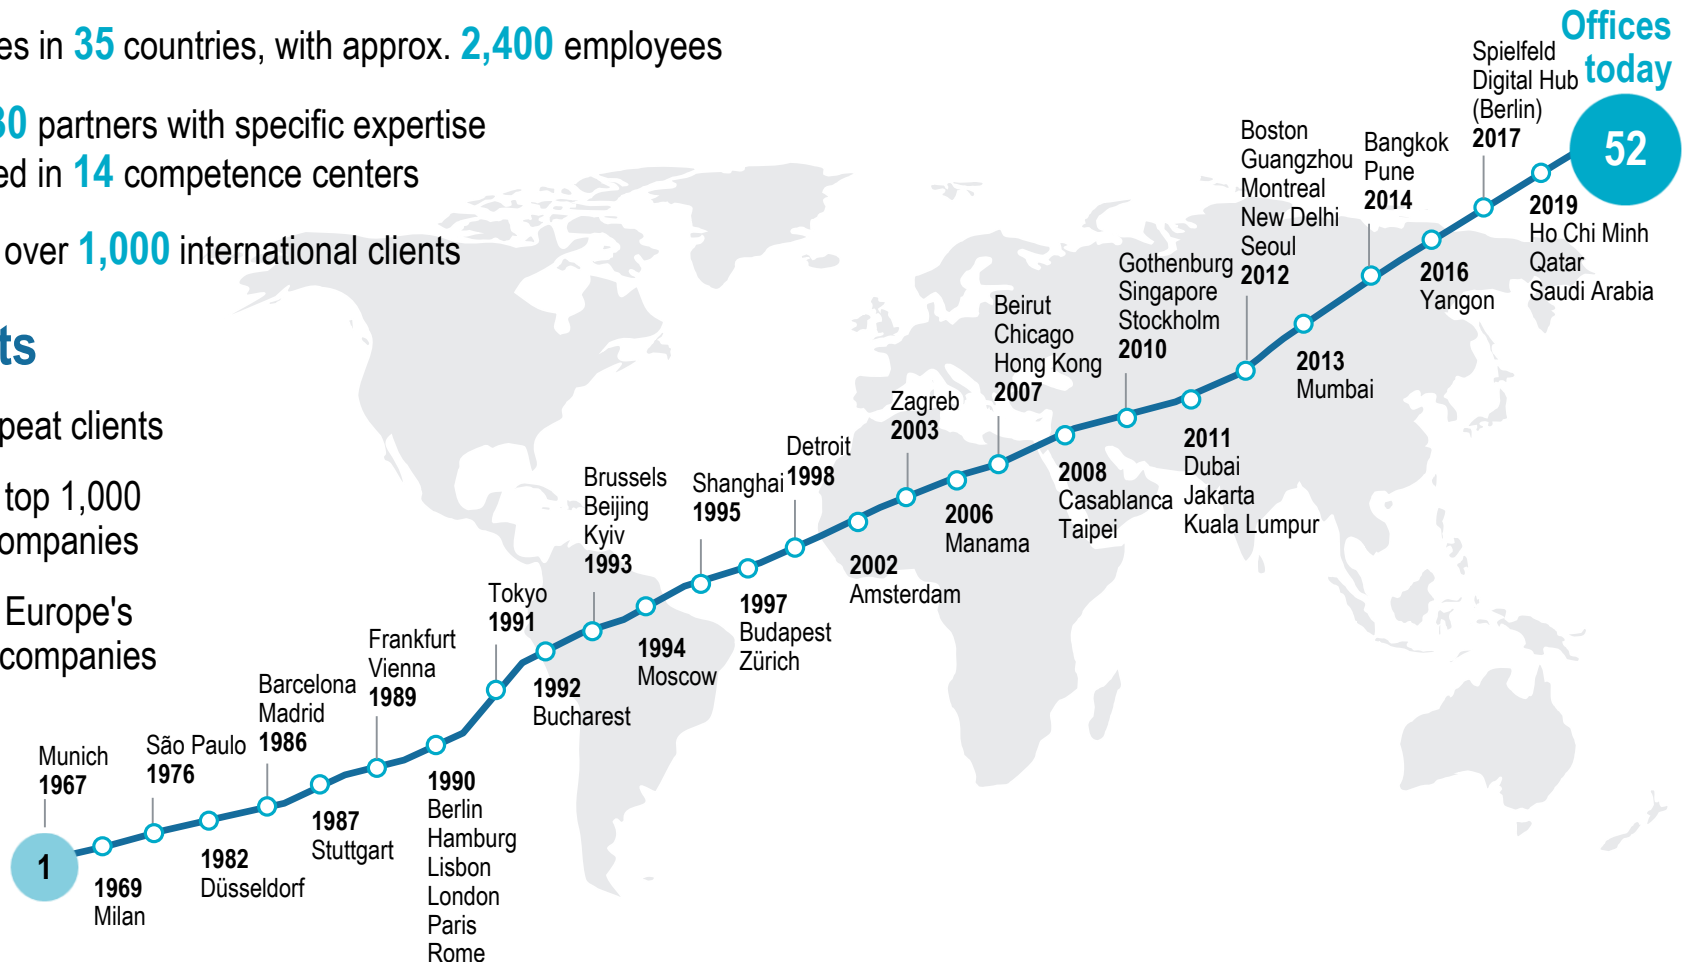 es in 35 countries, with approx. 2,400 employees
30 partners with specific expertise
ed in 14 competence centers
over 1,000 international clients
ts
peat clients
top 1,000
ompanies
Europe's
companies
Munich
1967
1
1969
Milan
São Paulo
1976
1982
Düsseldorf
Barcelona
Madrid
1986
1987
Stuttgart
Frankfurt
Vienna
1989
1990
Berlin
Hamburg
Lisbon
London
Paris
Rome
Tokyo
1991
1992
Bucharest
Brussels
Beijing
Kyiv
1993
1994
Moscow
Shanghai
1995
1997
Budapest
Zürich
Detroit
1998
2002
Amsterdam
Zagreb
2003
2006
Manama
Beirut
Chicago
Hong Kong
2007
2008
Casablanca
Taipei
Gothenburg
Singapore
Stockholm
2010
2011
Dubai
Jakarta
Kuala Lumpur
Boston
Guangzhou
Montreal
New Delhi
Seoul
2012
2013
Mumbai
Bangkok
Pune
2014
2016
Yangon
Spielfeld
Digital Hub
(Berlin)
2017
2019
Ho Chi Minh
Qatar
Saudi Arabia
Offices
today
52